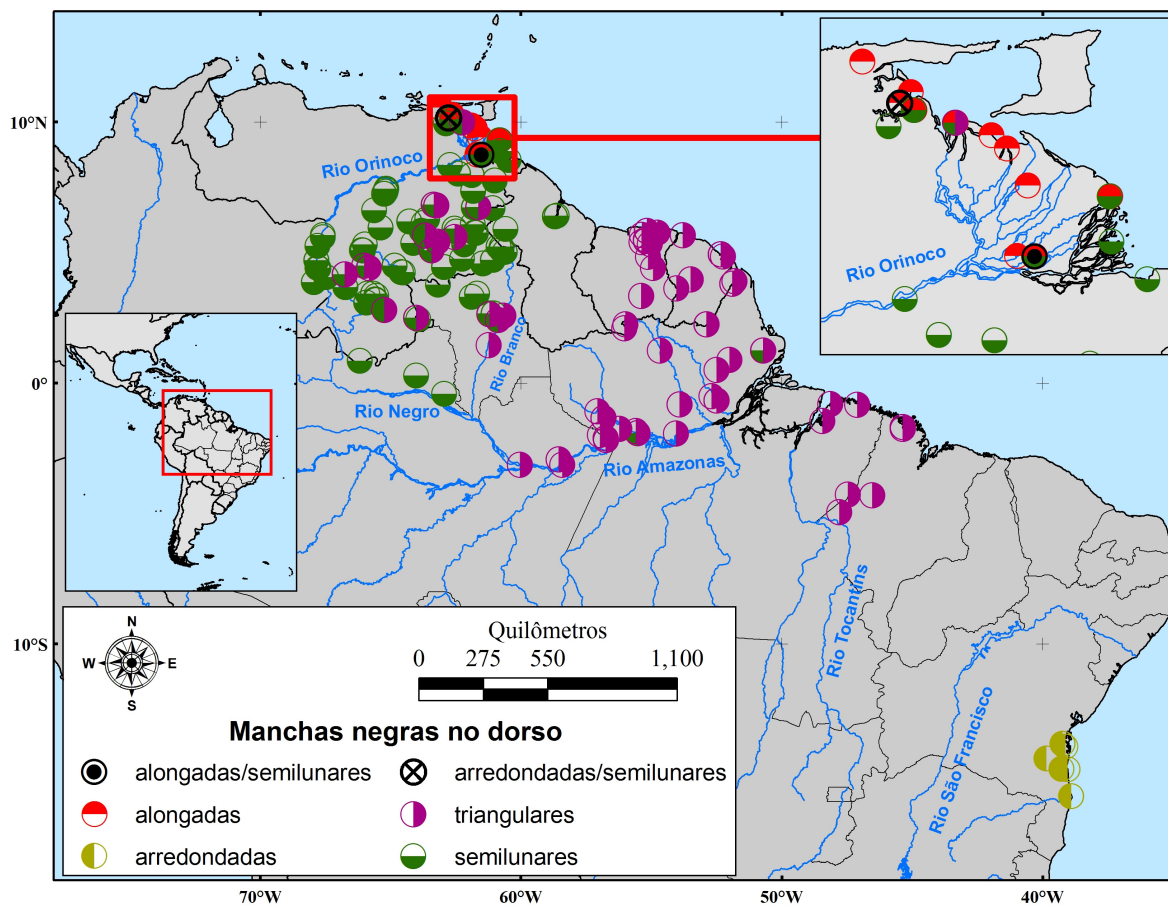 10°N
0°
10°S
70°W
60°W
50°W
40°W
Rio Orinoco
Rio Orinoco
Rio Branco
Rio Negro
Rio Amazonas
Rio Tocantins
Rio São Francisco
N
W
E
S
Quilômetros
0 275 550 1,100
Manchas negras no dorso
alongadas/semilunares
arredondadas/semilunares
alongadas
triangulares
arredondadas
semilunares